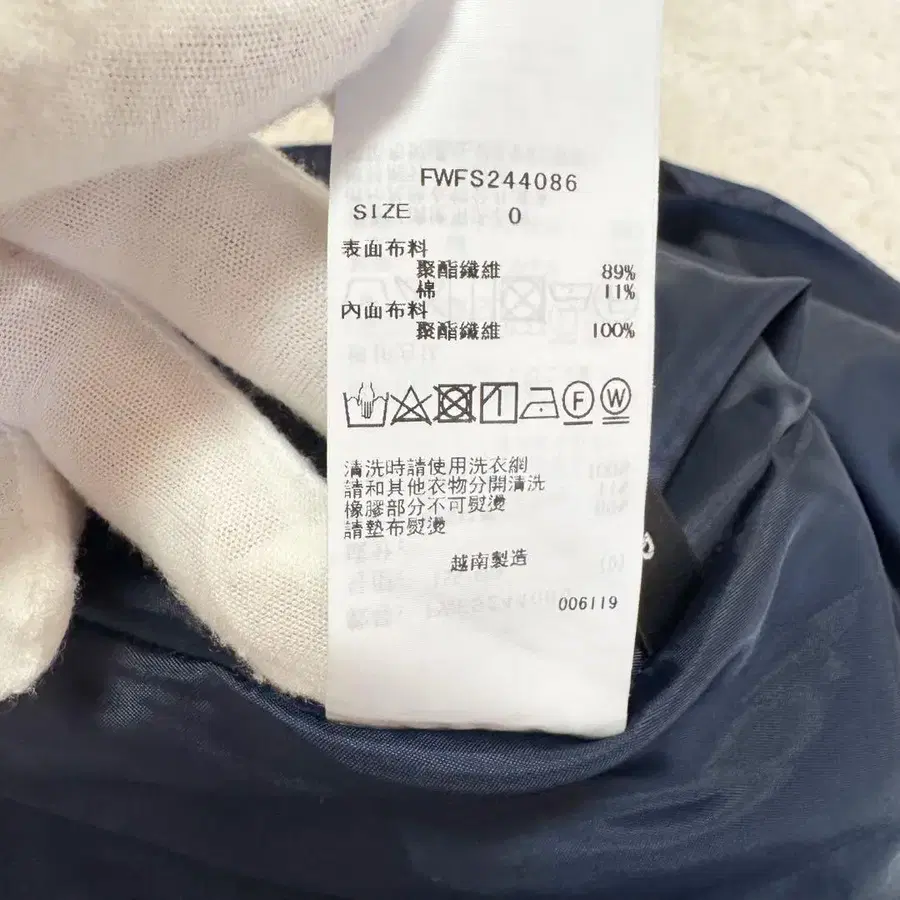 FWFS244086
SIZE 0
表面布料
聚酯纖維 89%
棉 11%
內面布料
聚酯纖維 100%
F W
清洗時請使用洗衣網
請和其他衣物分開清洗
橡膠部分不可熨燙
請墊布熨燙
越南製造
006119